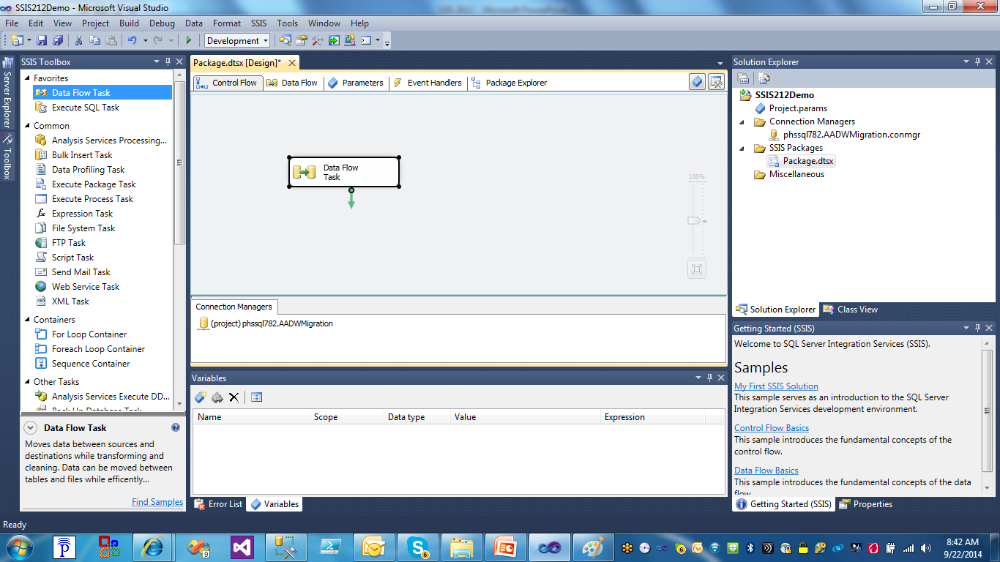 SSIS212Demo - Microsoft Visual Studio
File Edit View Project Build Debug Data Format SSIS Tools Window Help
Development
Server Explorer
Toolbox
SSIS Toolbox
Favorites
Data Flow Task
Execute SQL Task
Common
Analysis Services Processing...
Bulk Insert Task
Data Profiling Task
Execute Package Task
Execute Process Task
Expression Task
File System Task
FTP Task
Script Task
Send Mail Task
Web Service Task
XML Task
Containers
For Loop Container
Foreach Loop Container
Sequence Container
Other Tasks
Analysis Services Execute DD...
Back Up Database Task
Data Flow Task
Moves data between sources and
destinations while transforming and
cleaning. Data can be moved between
tables and files while efficently...
Find Samples
Package.dtsx [Design]*
Control Flow Data Flow Parameters Event Handlers Package Explorer
Data Flow
Task
100%
Connection Managers
(project) phssql782.AADWMigration
Variables
Name Scope Data type Value Expression
Error List Variables
Solution Explorer
SSIS212Demo
Project.params
Connection Managers
phssql782.AADWMigration.conmgr
SSIS Packages
Package.dtsx
Miscellaneous
Solution Explorer Class View
Getting Started (SSIS)
Welcome to SQL Server Integration Services (SSIS).
Samples
My First SSIS Solution
This sample serves as an introduction to the SQL Server
Integration Services development environment.
Control Flow Basics
This sample introduces the fundamental concepts of the
control flow.
Data Flow Basics
This sample introduces the fundamental concepts of the data
flow.
Getting Started (SSIS) Properties
Ready
8:42 AM
9/22/2014